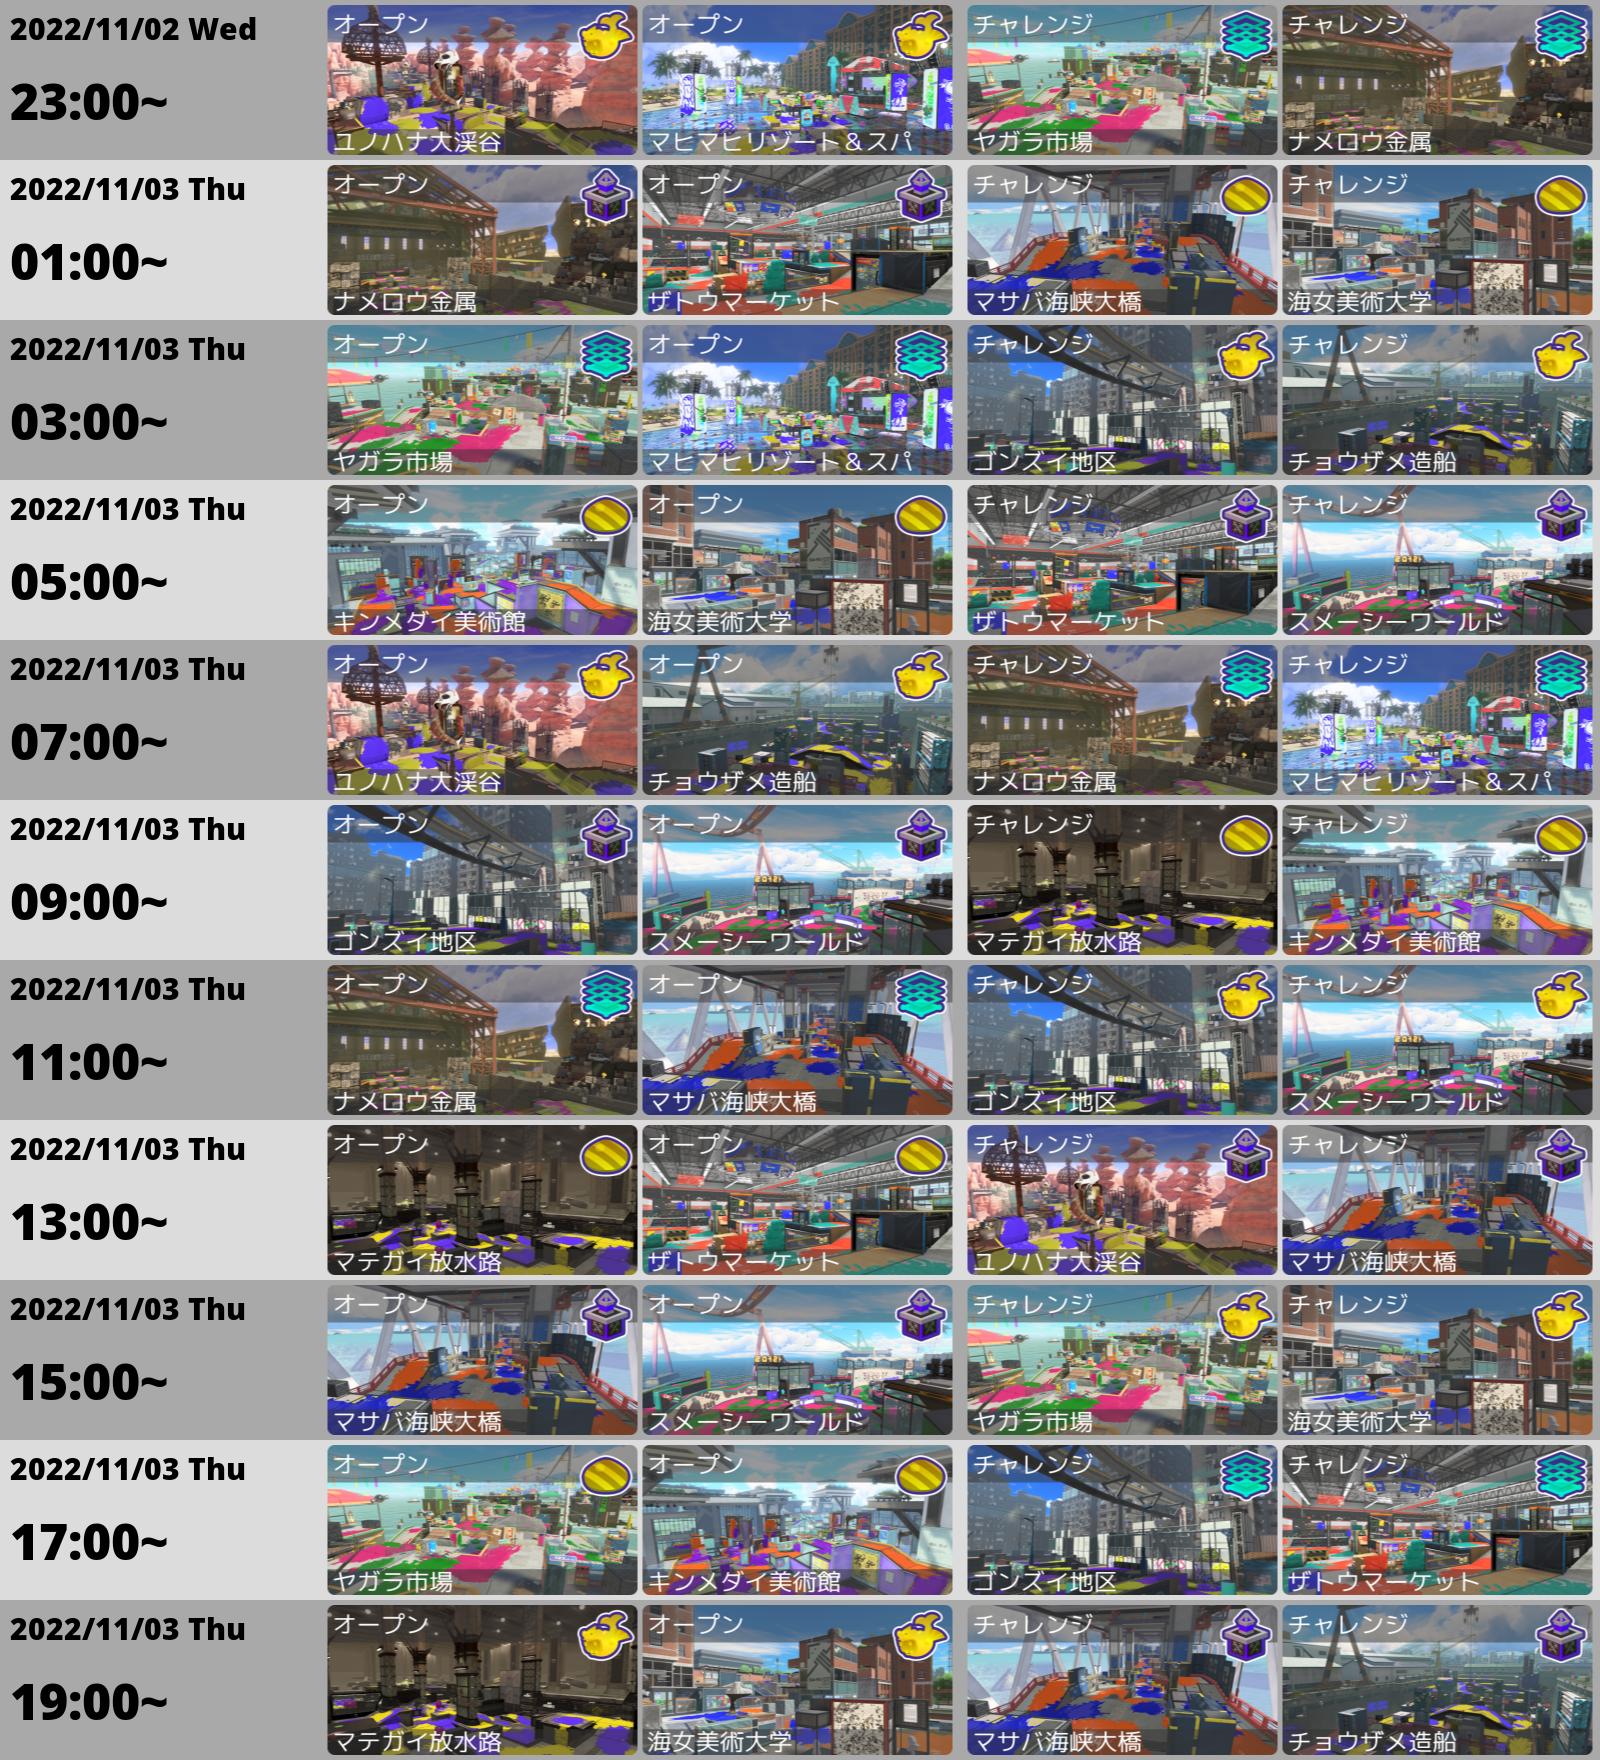 2022/11/02 Wed
23:00~
オープン
ユノハナ大渓谷
オープン
マヒマヒリゾート＆スパ
チャレンジ
ヤガラ市場
チャレンジ
ナメロウ金属
2022/11/03 Thu
01:00~
オープン
ナメロウ金属
オープン
ザトウマーケット
チャレンジ
マサバ海峡大橋
チャレンジ
海女美術大学
2022/11/03 Thu
03:00~
オープン
ヤガラ市場
オープン
マヒマヒリゾート＆スパ
チャレンジ
ゴンズイ地区
チャレンジ
チョウザメ造船
2022/11/03 Thu
05:00~
オープン
キンメダイ美術館
オープン
海女美術大学
チャレンジ
ザトウマーケット
チャレンジ
スメーシーワールド
2022/11/03 Thu
07:00~
オープン
ユノハナ大渓谷
オープン
チョウザメ造船
チャレンジ
ナメロウ金属
チャレンジ
マヒマヒリゾート＆スパ
2022/11/03 Thu
09:00~
オープン
ゴンズイ地区
オープン
スメーシーワールド
チャレンジ
マテガイ放水路
チャレンジ
キンメダイ美術館
2022/11/03 Thu
11:00~
オープン
ナメロウ金属
オープン
マサバ海峡大橋
チャレンジ
ゴンズイ地区
チャレンジ
スメーシーワールド
2022/11/03 Thu
13:00~
オープン
マテガイ放水路
オープン
ザトウマーケット
チャレンジ
ユノハナ大渓谷
チャレンジ
マサバ海峡大橋
2022/11/03 Thu
15:00~
オープン
マサバ海峡大橋
オープン
スメーシーワールド
チャレンジ
ヤガラ市場
チャレンジ
海女美術大学
2022/11/03 Thu
17:00~
オープン
ヤガラ市場
オープン
キンメダイ美術館
チャレンジ
ゴンズイ地区
チャレンジ
ザトウマーケット
2022/11/03 Thu
19:00~
オープン
マテガイ放水路
オープン
海女美術大学
チャレンジ
マサバ海峡大橋
チャレンジ
チョウザメ造船